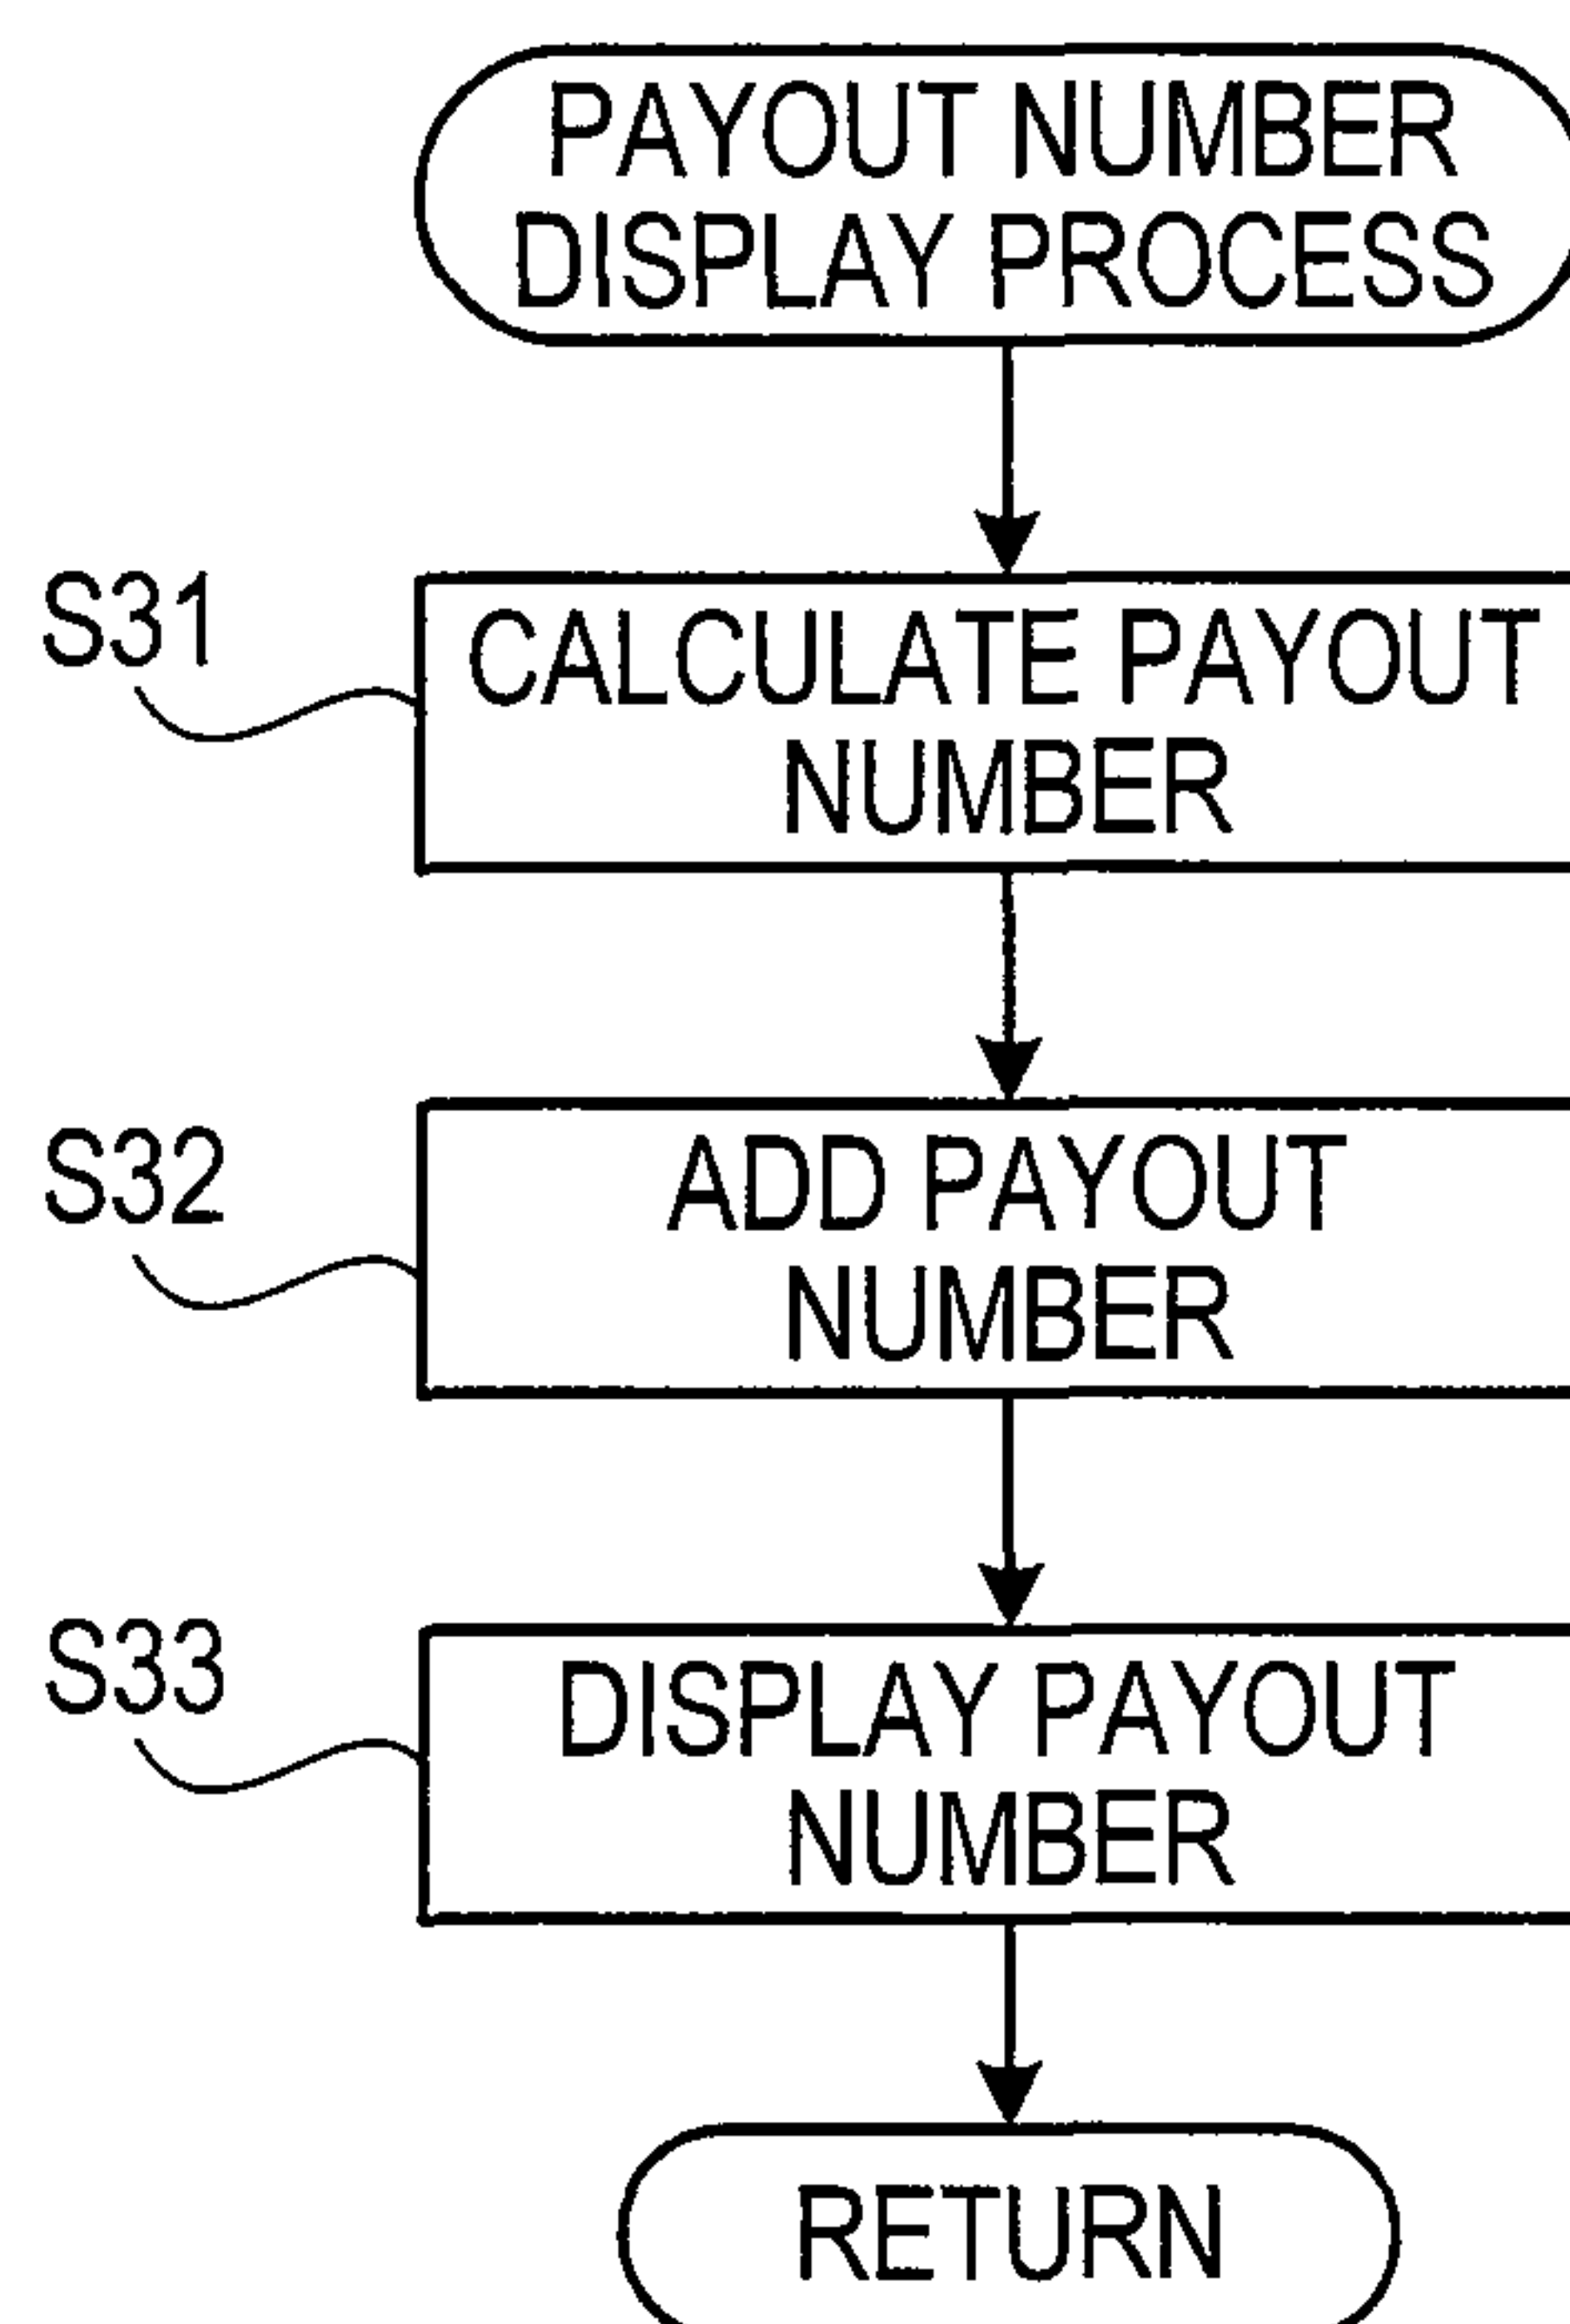 PAYOUT NUMBER
DISPLAY PROCESS
S31
CALCULATE PAYOUT
NUMBER
S32
ADD PAYOUT
NUMBER
S33
DISPLAY PAYOUT
NUMBER
RETURN